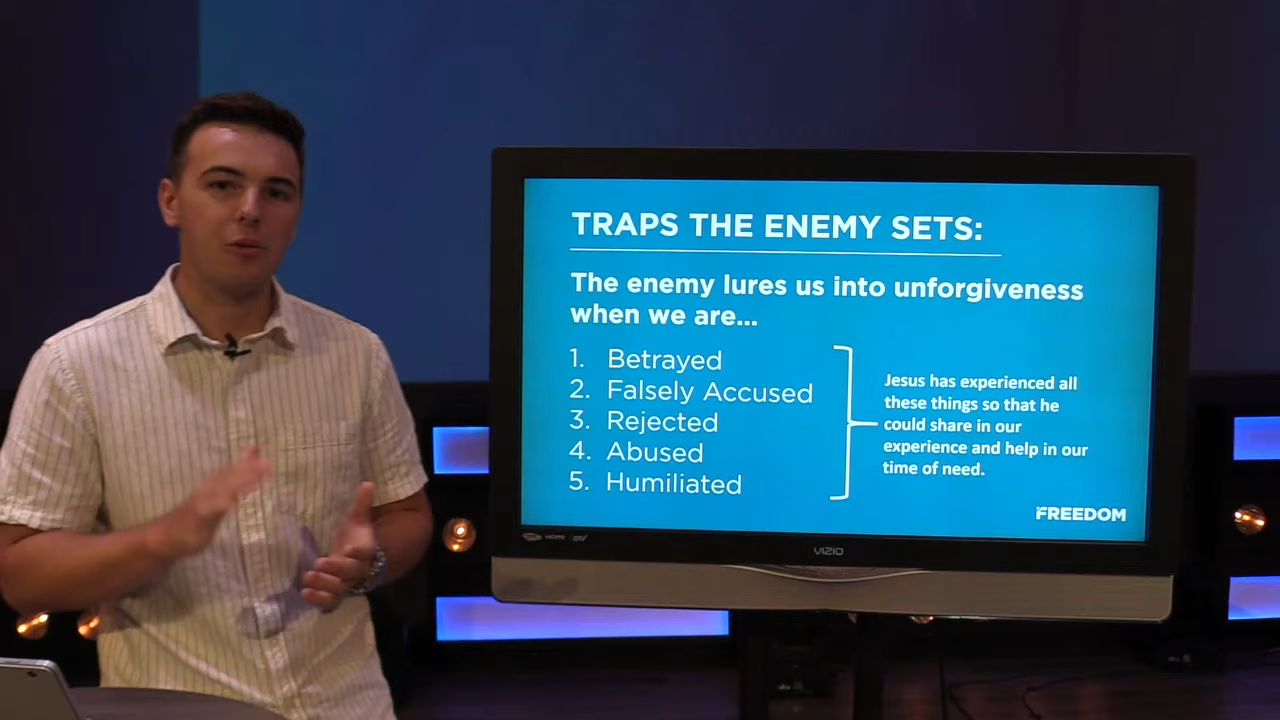 TRAPS THE ENEMY SETS:
The enemy lures us into unforgiveness
when we are...
1. Betrayed
2. Falsely Accused
3. Rejected
4. Abused
5. Humiliated
Jesus has experienced all
these things so that he
could share in our
experience and help in our
time of need.
FREEDOM
HDMI DTV
VIZIO